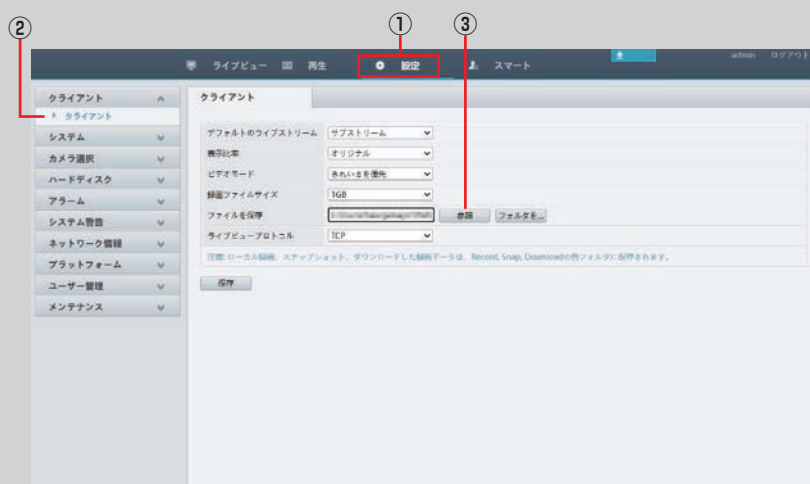 ① ③
②
ライブビュー 再生 設定 スマート admin ログアウト
クライアント
クライアント
システム
カメラ選択
ハードディスク
アラーム
システム警告
ネットワーク情報
プラットフォーム
ユーザー管理
メンテナンス
クライアント
デフォルトのライブストリーム サブストリーム
表示比率 オリジナル
ビデオモード きれいさを優先
録画ファイルサイズ 1GB
ファイルを保存 参照 フォルダを...
ライブビュープロトコル TCP
注意: ローカル録画、スナップショット、ダウンロードした録画データは、Record, Snap, Downloadの各フォルダに保存されます。
保存